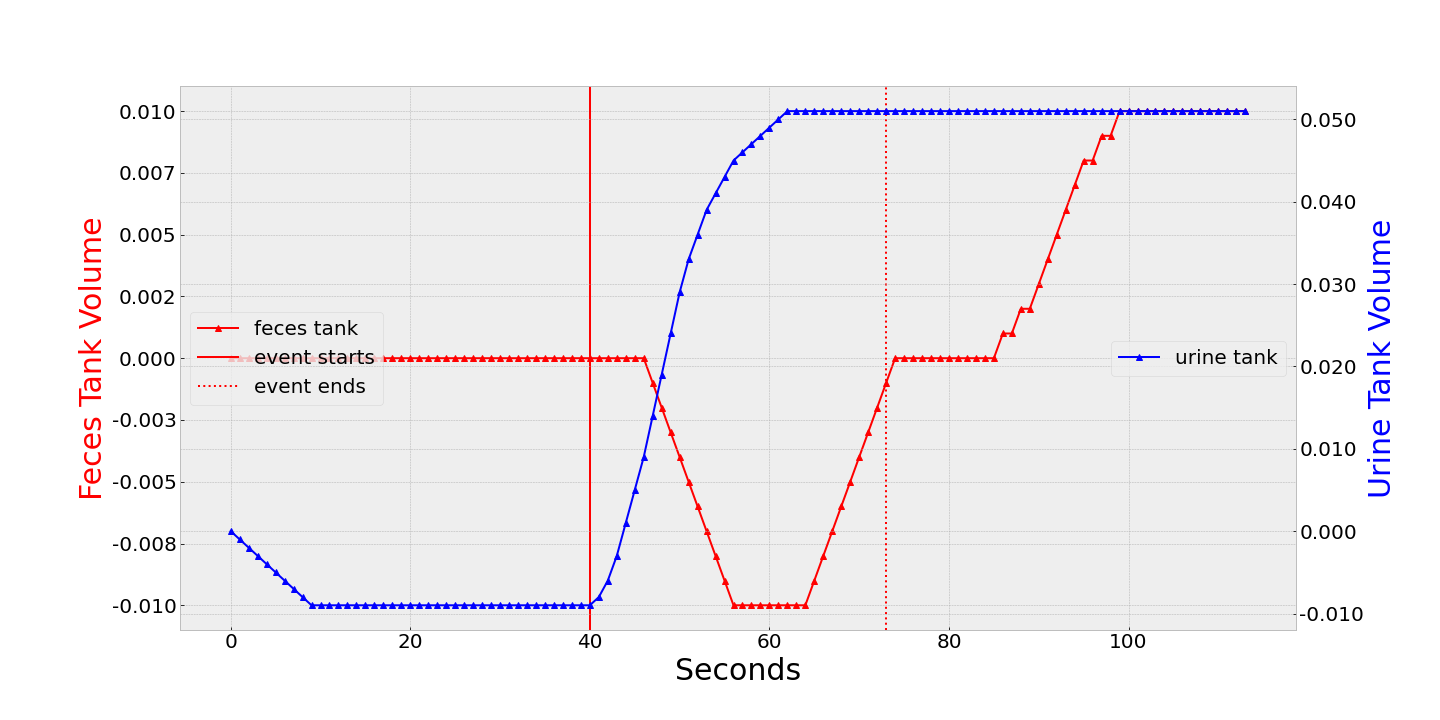 0.010
0.007
0.005
0.002
0.000
-0.003
-0.005
-0.008
-0.010
Feces Tank Volume
feces tank
event starts
event ends
urine tank
0.050
0.040
0.030
0.020
0.010
0.000
-0.010
Urine Tank Volume
0 20 40 60 80 100
Seconds